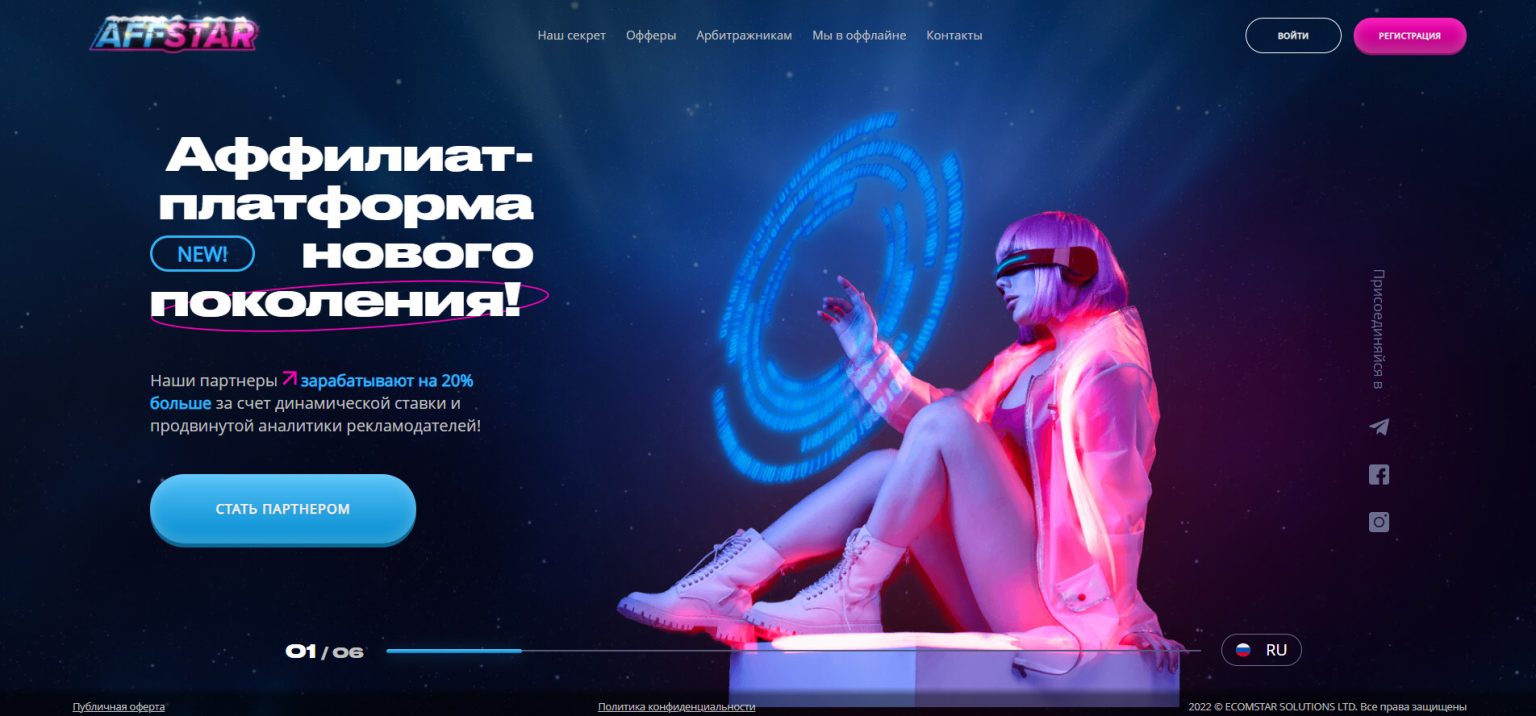 AFFSTAR
Наш секрет
Офферы
Арбитражникам
Мы в оффлайне
Контакты
ВОЙТИ
РЕГИСТРАЦИЯ
Аффилиат-
платформа
NEW! нового
поколения!
Наши партнеры зарабатывают на 20%
больше за счет динамической ставки и
продвинутой аналитики рекламодателей!
СТАТЬ ПАРТНЕРОМ
Присоединяйся в
01 / 06
RU
Публичная оферта
Политика конфиденциальности
2022 © ECOMSTAR SOLUTIONS LTD. Все права защищены